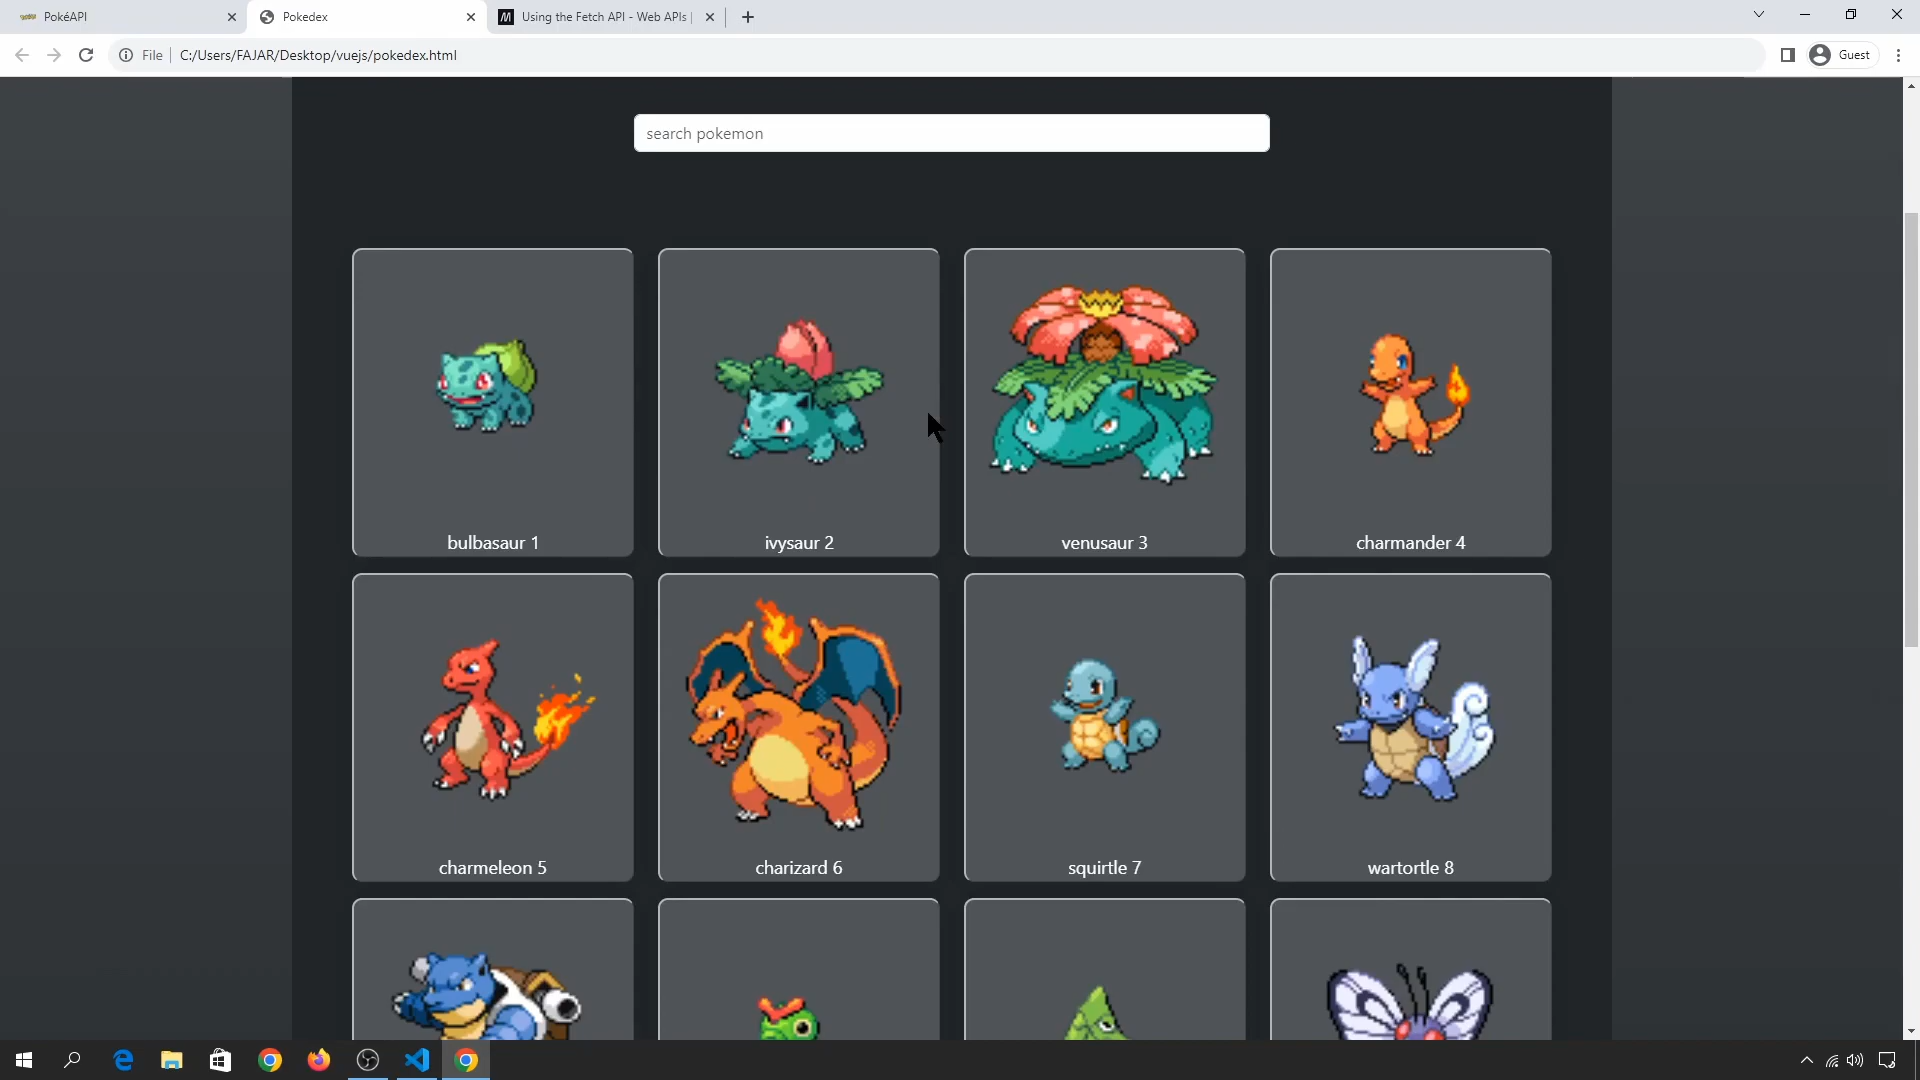 PokéAPI
Pokedex
Using the Fetch API - Web APIs |
File
C:/Users/FAJAR/Desktop/vuejs/pokedex.html
Guest
search pokemon
bulbasaur 1
ivysaur 2
venusaur 3
charmander 4
charmeleon 5
charizard 6
squirtle 7
wartortle 8